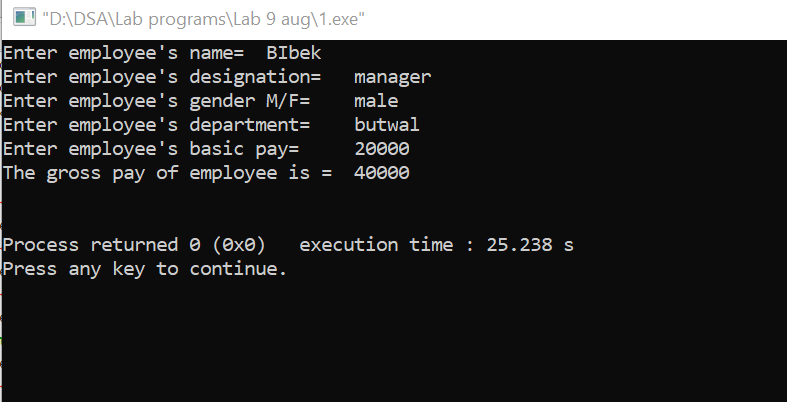 "D:\DSA\Lab programs\Lab 9 aug\1.exe"
Enter employee's name=  BIbek
Enter employee's designation=   manager
Enter employee's gender M/F=    male
Enter employee's department=    butwal
Enter employee's basic pay=     20000
The gross pay of employee is =  40000
Process returned 0 (0x0)   execution time : 25.238 s
Press any key to continue.